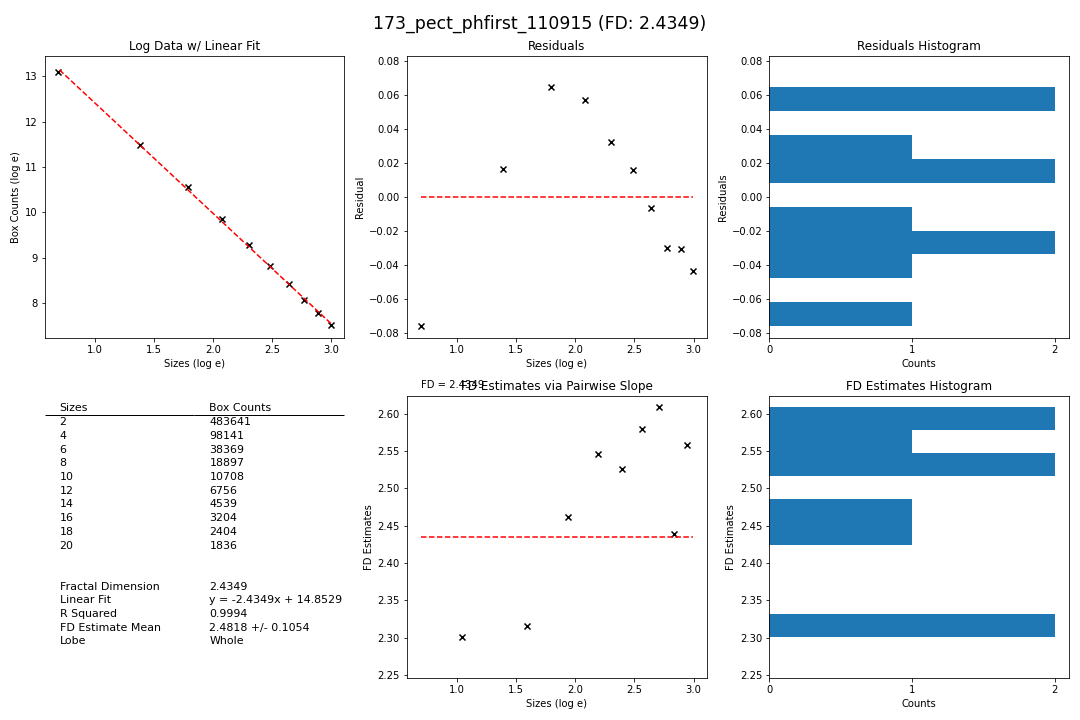 173_pect_phfirst_110915 (FD: 2.4349)
Log Data w/ Linear Fit
13
12
11
10
9
8
Box Counts (log e)
1.0 1.5 2.0 2.5 3.0
Sizes (log e)
Residuals
0.08
0.06
0.04
0.02
0.00
−0.02
−0.04
−0.06
−0.08
Residual
1.0 1.5 2.0 2.5 3.0
Sizes (log e)
Residuals Histogram
0.08
0.06
0.04
0.02
0.00
−0.02
−0.04
−0.06
−0.08
Residuals
0 1 2
Counts
Sizes Box Counts
2 483641
4 98141
6 38369
8 18897
10 10708
12 6756
14 4539
16 3204
18 2404
20 1836
Fractal Dimension 2.4349
Linear Fit y = -2.4349x + 14.8529
R Squared 0.9994
FD Estimate Mean 2.4818 +/- 0.1054
Lobe Whole
FD = 2.4349
FD Estimates via Pairwise Slope
2.60
2.55
2.50
2.45
2.40
2.35
2.30
2.25
FD Estimates
1.0 1.5 2.0 2.5 3.0
Sizes (log e)
FD Estimates Histogram
2.60
2.55
2.50
2.45
2.40
2.35
2.30
2.25
FD Estimates
0 1 2
Counts